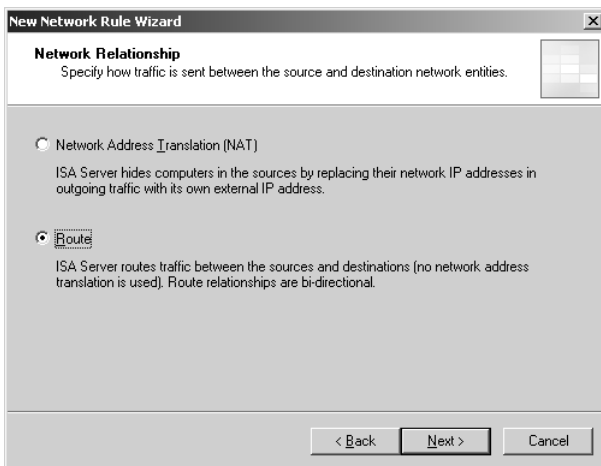 New Network Rule Wizard
Network Relationship
Specify how traffic is sent between the source and destination network entities.
Network Address Translation (NAT)
ISA Server hides computers in the sources by replacing their network IP addresses in
outgoing traffic with its own external IP address.
Route
ISA Server routes traffic between the sources and destinations (no network address
translation is used). Route relationships are bi-directional.
< Back
Next >
Cancel